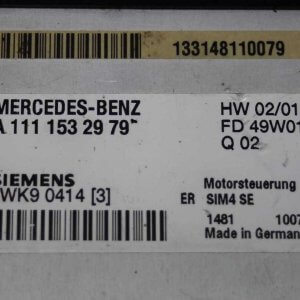 133148110079
MERCEDES-BENZ HW 02/01
A 111 153 29 79 FD 49W01
Q 02
SIEMENS Motorsteuerung
5WK9 0414 [3] ER SIM4 SE
1481 1007
Made in Germany